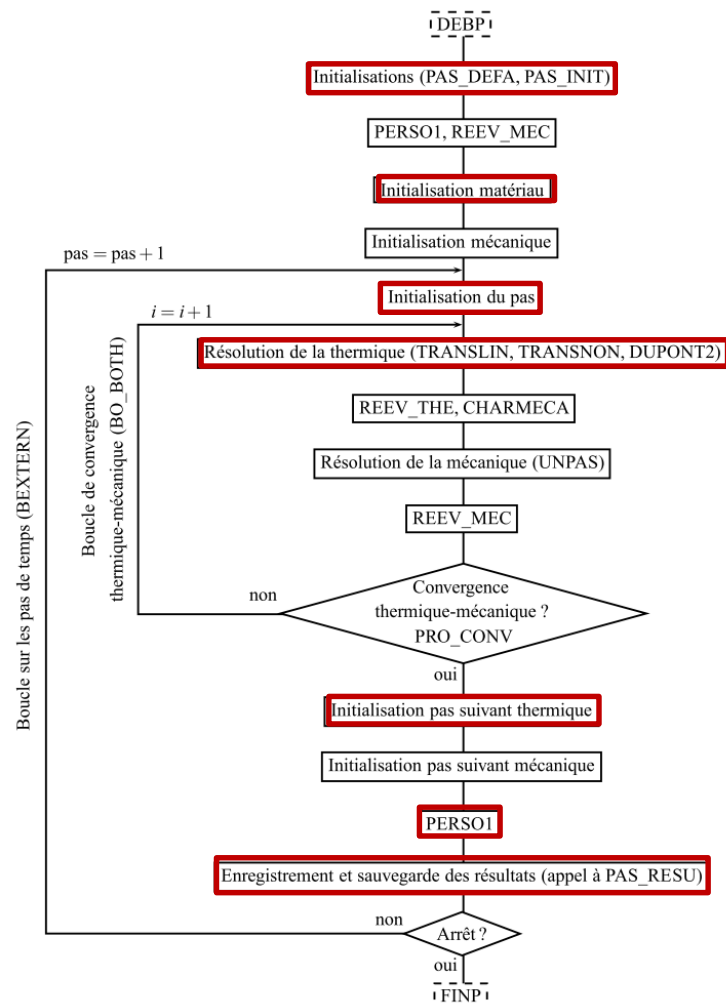 DEBP
Initialisations (PAS_DEFA, PAS_INIT)
PERSO1, REEV_MEC
Initialisation matériau
Initialisation mécanique
pas = pas + 1
Initialisation du pas
i = i + 1
Résolution de la thermique (TRANSLIN, TRANSNON, DUPONT2)
REEV_THE, CHARMECA
Résolution de la mécanique (UNPAS)
REEV_MEC
Boucle sur les pas de temps (BEXTERN)
Boucle de convergence
thermique-mécanique (BO_BOTH)
Convergence
thermique-mécanique ?
PRO_CONV
non
oui
Initialisation pas suivant thermique
Initialisation pas suivant mécanique
PERSO1
Enregistrement et sauvegarde des résultats (appel à PAS_RESU)
non
Arrêt ?
oui
FINP